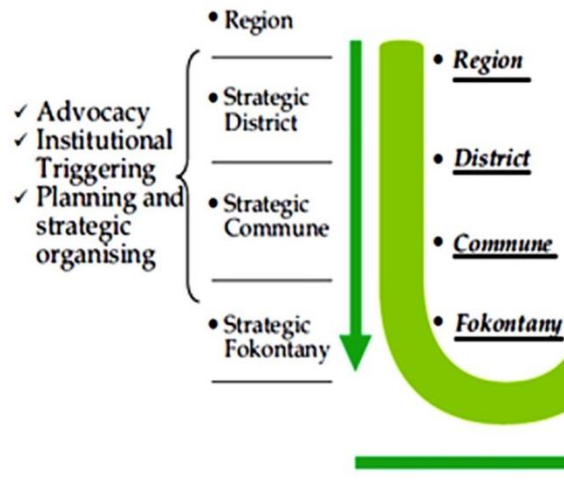 ✓ Advocacy
✓ Institutional
Triggering
✓ Planning and
strategic
organising
• Region
• Strategic
District
• Strategic
Commune
• Strategic
Fokontany
• Region
• District
• Commune
• Fokontany